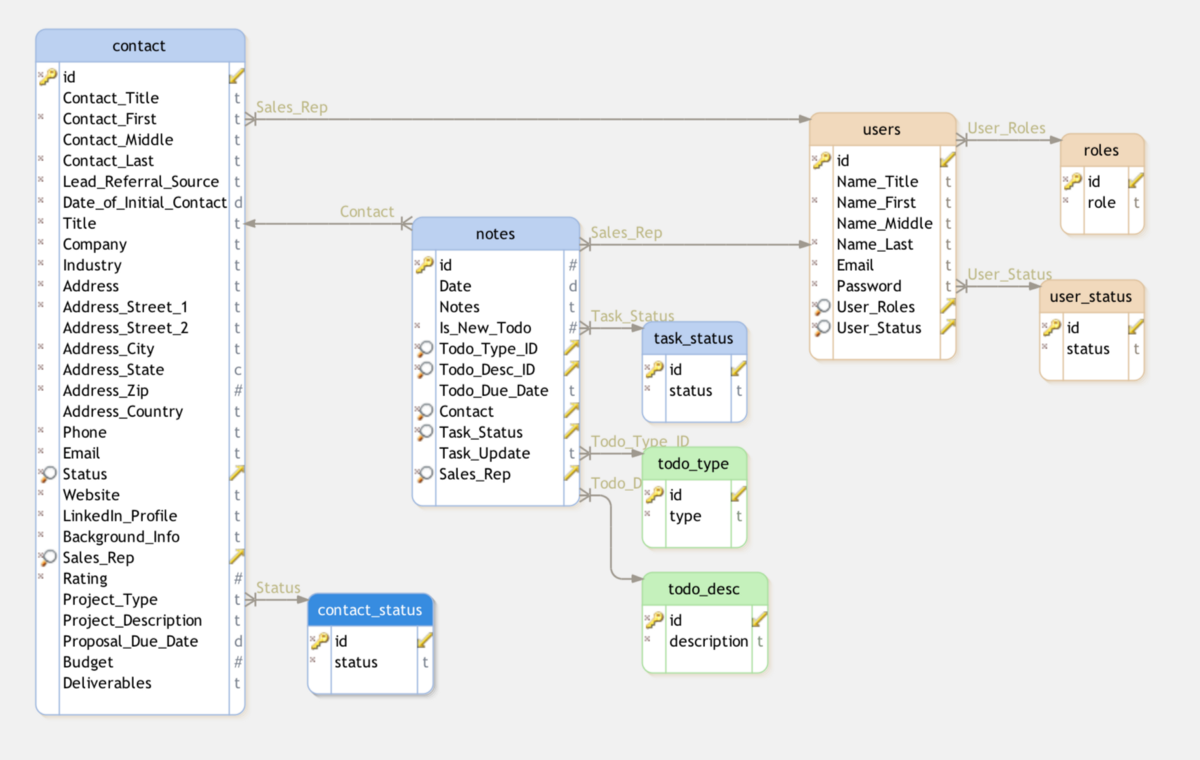 contact
id
Contact_Title t
Contact_First t
Contact_Middle t
Contact_Last t
Lead_Referral_Source t
Date_of_Initial_Contact d
Title t
Company t
Industry t
Address t
Address_Street_1 t
Address_Street_2 t
Address_City t
Address_State c
Address_Zip #
Address_Country t
Phone t
Email t
Status
Website t
LinkedIn_Profile t
Background_Info t
Sales_Rep
Rating #
Project_Type t
Project_Description t
Proposal_Due_Date d
Budget #
Deliverables t
Sales_Rep
Contact
Status
contact_status
id
status t
notes
id #
Date d
Notes t
Is_New_Todo #
Todo_Type_ID
Todo_Desc_ID
Todo_Due_Date t
Contact
Task_Status
Task_Update t
Sales_Rep
Sales_Rep
Task_Status
task_status
id
status t
Todo_Type_ID
todo_type
id
type t
Todo_D
todo_desc
id
description t
users
id
Name_Title t
Name_First t
Name_Middle t
Name_Last t
Email t
Password t
User_Roles
User_Status
User_Roles
roles
id
role t
User_Status
user_status
id
status t